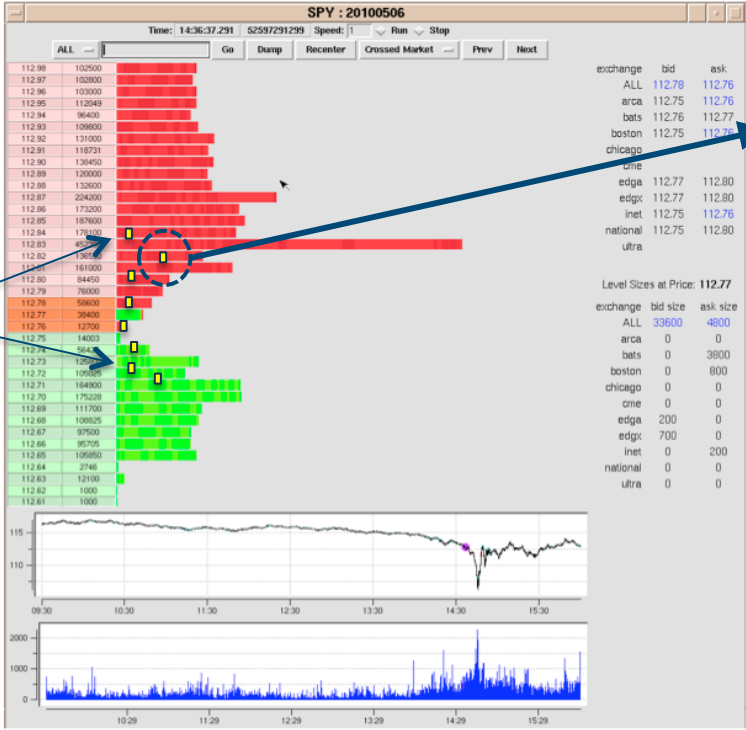 SPY : 20100506
Time: 14:36:37.291 52597291299 Speed: 1 Run Stop
ALL Go Dump Recenter Crossed Market Prev Next
112.98 102500
112.97 102800
112.96 103000
112.95 112049
112.94 96400
112.93 109800
112.92 131000
112.91 118731
112.90 138450
112.89 120000
112.88 132600
112.87 224200
112.86 173200
112.85 187600
112.84 178100
112.83
112.82
161000
112.80 84450
112.79 76000
112.78 58600
112.77 38400
112.76 12700
112.75 14003
112.74
112.73
112.72 105025
112.71 164900
112.70 175228
112.69 111700
112.68 108825
112.67 97500
112.66 95705
112.65 105850
112.64 2746
112.63 12100
112.62 1000
112.61 1000
exchange bid ask
ALL 112.78 112.76
arca 112.75 112.76
bats 112.76 112.77
boston 112.75 112.76
chicago
cme
edga 112.77 112.80
edgx 112.77 112.80
inet 112.75 112.76
national 112.75 112.80
ultra
Level Sizes at Price: 112.77
exchange bid size ask size
ALL 33600 4800
arca 0 0
bats 0 3800
boston 0 800
chicago 0 0
cme 0 0
edga 200 0
edgx 700 0
inet 0 200
national 0 0
ultra 0 0
115
110
09:30 10:30 11:30 12:30 13:30 14:30 15:30
2000
1000
0
10:29 11:29 12:29 13:29 14:29 15:29